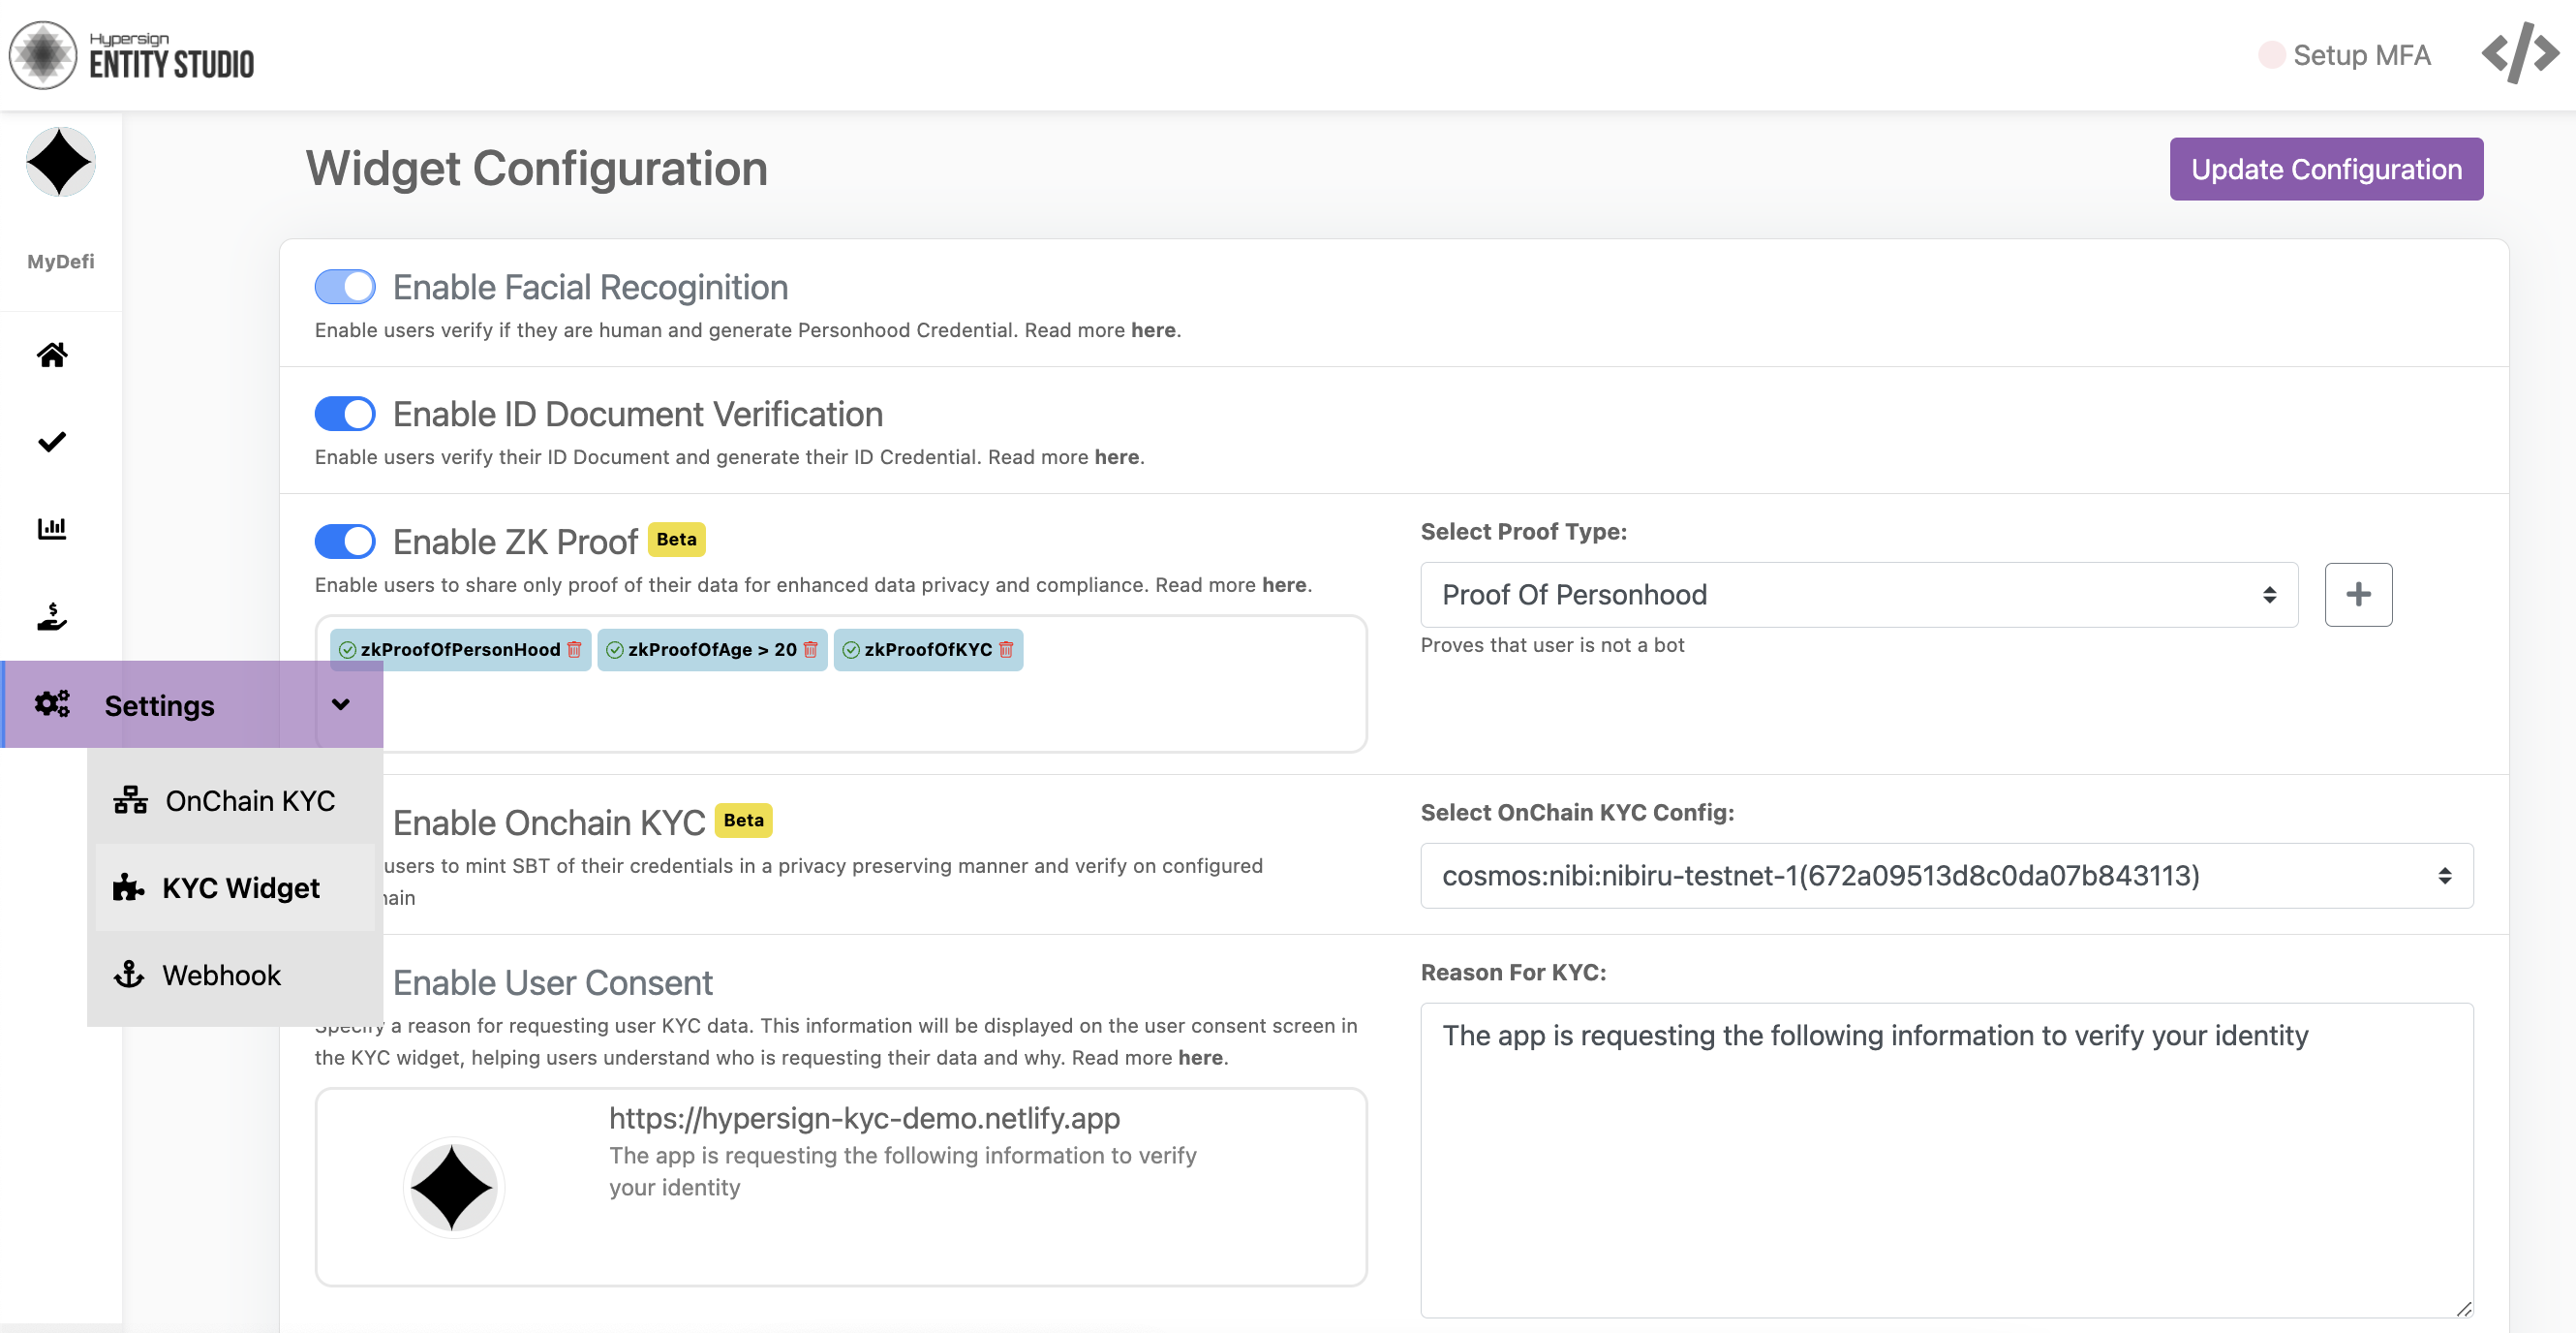 Hypersign
ENTITY STUDIO
Setup MFA
MyDefi
Widget Configuration
Update Configuration
Enable Facial Recoginition
Enable users verify if they are human and generate Personhood Credential. Read more here.
Enable ID Document Verification
Enable users verify their ID Document and generate their ID Credential. Read more here.
Enable ZK Proof Beta
Enable users to share only proof of their data for enhanced data privacy and compliance. Read more here.
zkProofOfPersonHood zkProofOfAge > 20 zkProofOfKYC
Select Proof Type:
Proof Of Personhood
Proves that user is not a bot
Settings
OnChain KYC
KYC Widget
Webhook
Enable Onchain KYC Beta
users to mint SBT of their credentials in a privacy preserving manner and verify on configured
hain
Select OnChain KYC Config:
cosmos:nibi:nibiru-testnet-1(672a09513d8c0da07b843113)
Enable User Consent
Specify a reason for requesting user KYC data. This information will be displayed on the user consent screen in
the KYC widget, helping users understand who is requesting their data and why. Read more here.
https://hypersign-kyc-demo.netlify.app
The app is requesting the following information to verify
your identity
Reason For KYC:
The app is requesting the following information to verify your identity